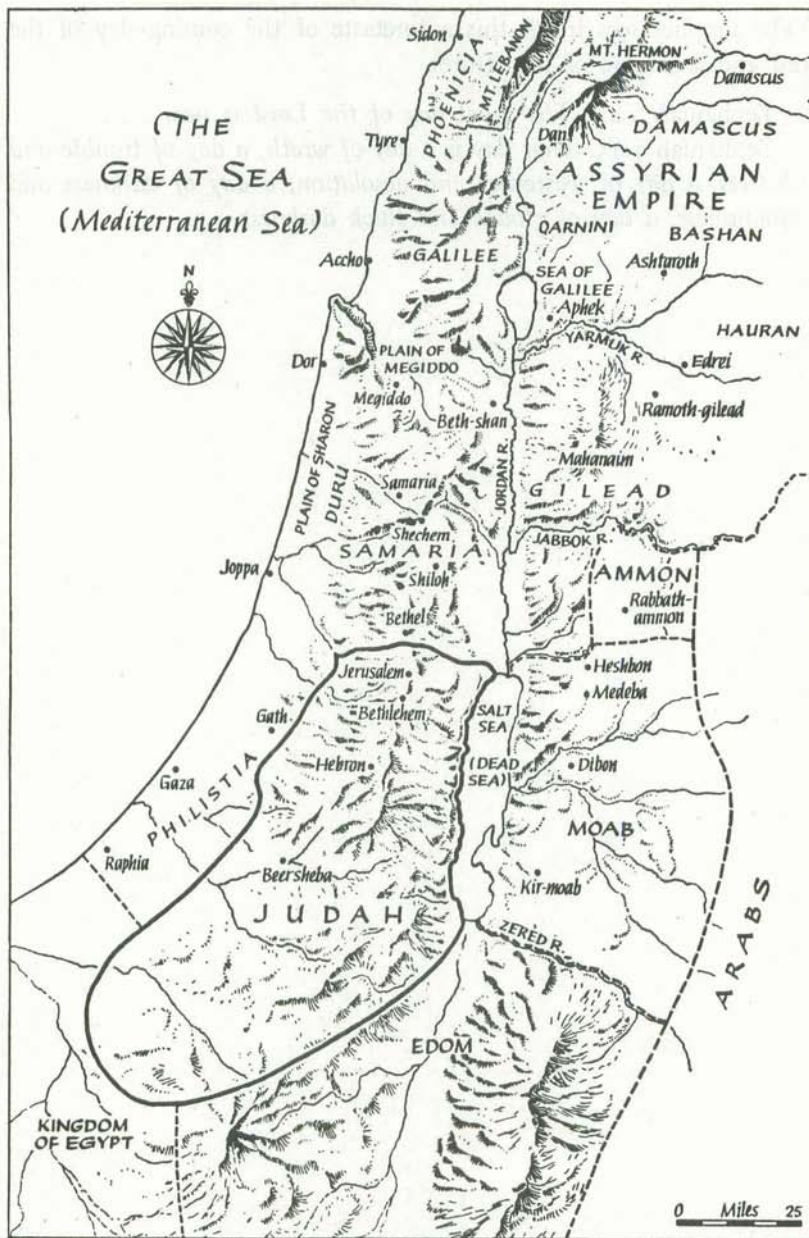 Sidon
PHOENICIA
MT. LEBANON
MT. HERMON
Damascus
(THE
GREAT SEA
(Mediterranean Sea)
Tyre
Dan
DAMASCUS
ASSYRIAN
EMPIRE
QARNINI
BASHAN
Accho
GALILEE
SEA OF
GALILEE
Ashtaroth
Aphek
N
HAURAN
YARMUK R.
Dor
PLAIN OF
MEGIDDO
Edrei
Megiddo
Beth-shan
Ramoth-gilead
PLAIN OF SHARON
DURU
JORDAN R.
Mahanaim
Samaria
GILEAD
Shechem
SAMARIA
JABBOK R.
Joppa
Shiloh
AMMON
Rabbath-
ammon
Bethel
Jerusalem
Heshbon
Bethlehem
Medeba
SALT
SEA
(DEAD
SEA)
Gath
Hebron
Dibon
Gaza
PHILISTIA
MOAB
Raphia
Beersheba
Kir-moab
JUDAH
ZERED R.
ARABS
EDOM
KINGDOM
OF EGYPT
0 Miles 25